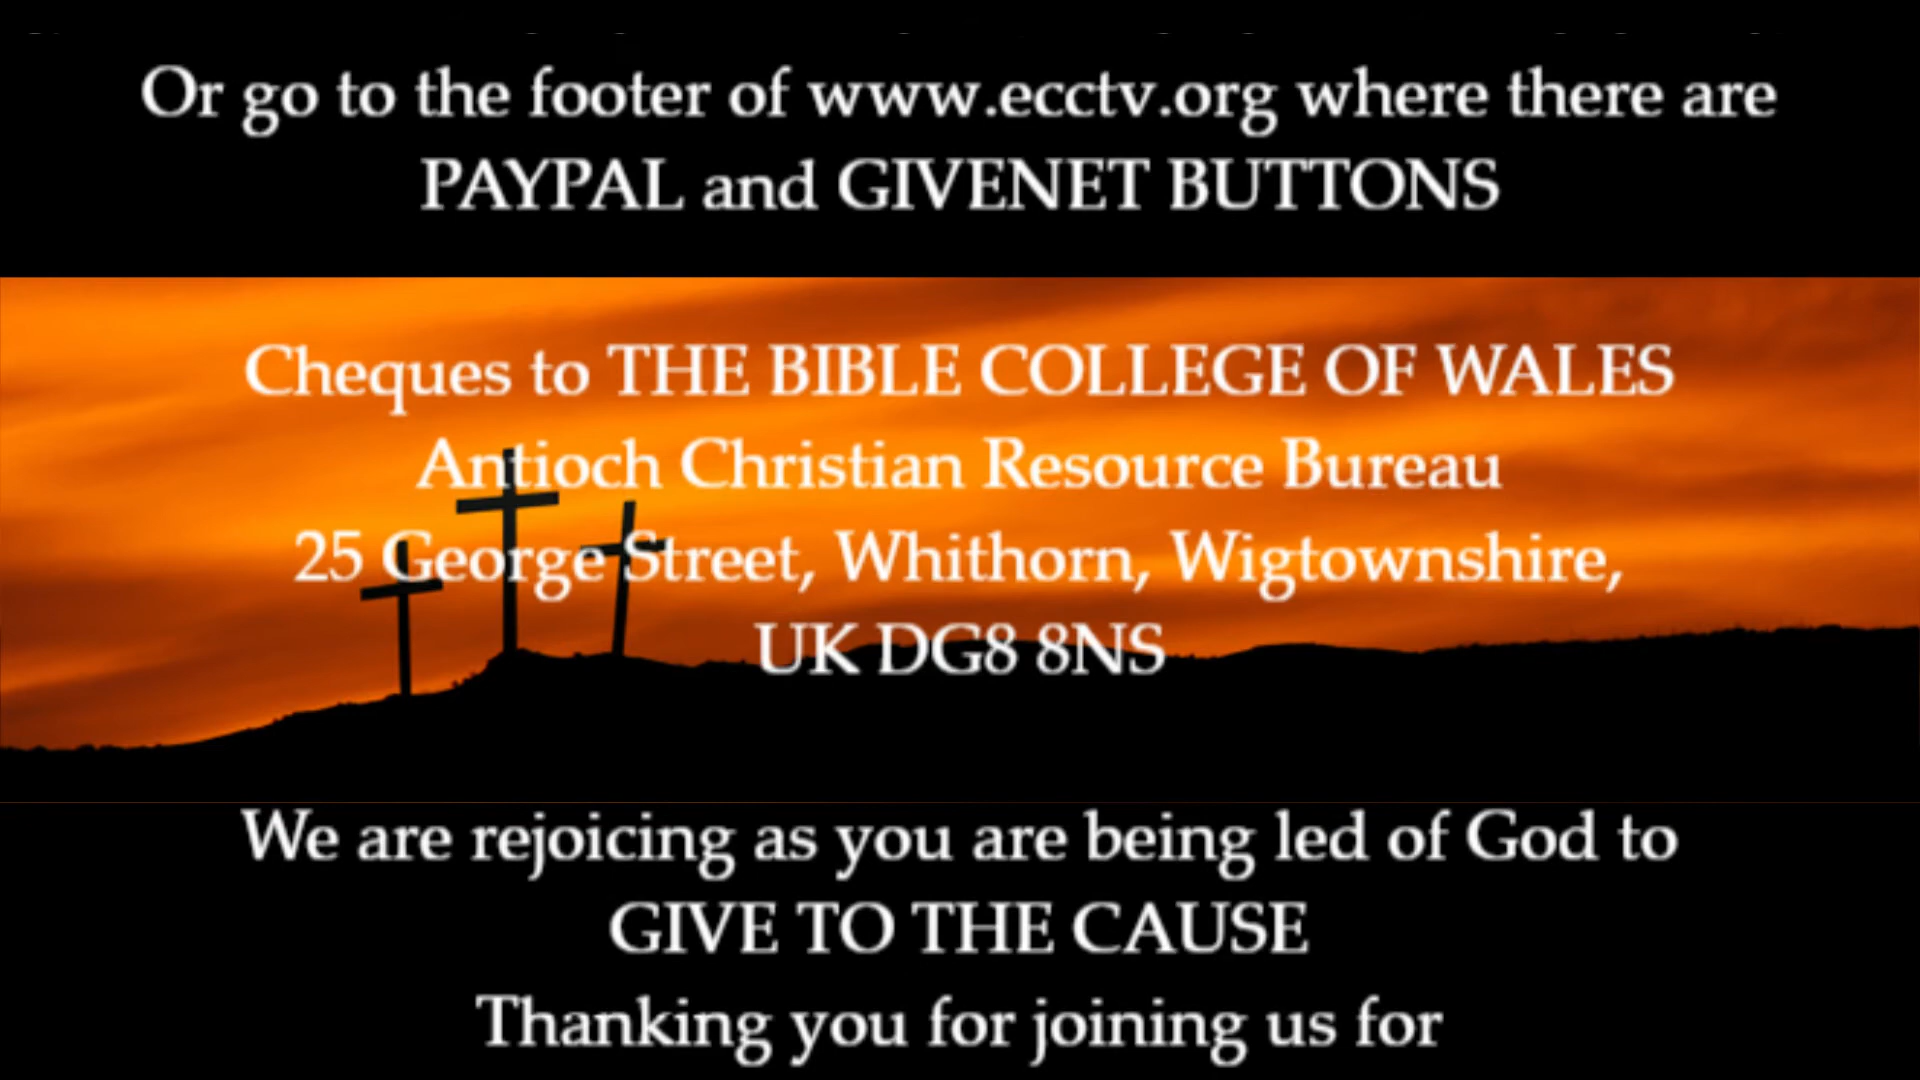 Or go to the footer of www.ecctv.org where there are
PAYPAL and GIVENET BUTTONS
Cheques to THE BIBLE COLLEGE OF WALES
Antioch Christian Resource Bureau
25 George Street, Whithorn, Wigtownshire,
UK DG8 8NS
We are rejoicing as you are being led of God to
GIVE TO THE CAUSE
Thanking you for joining us for